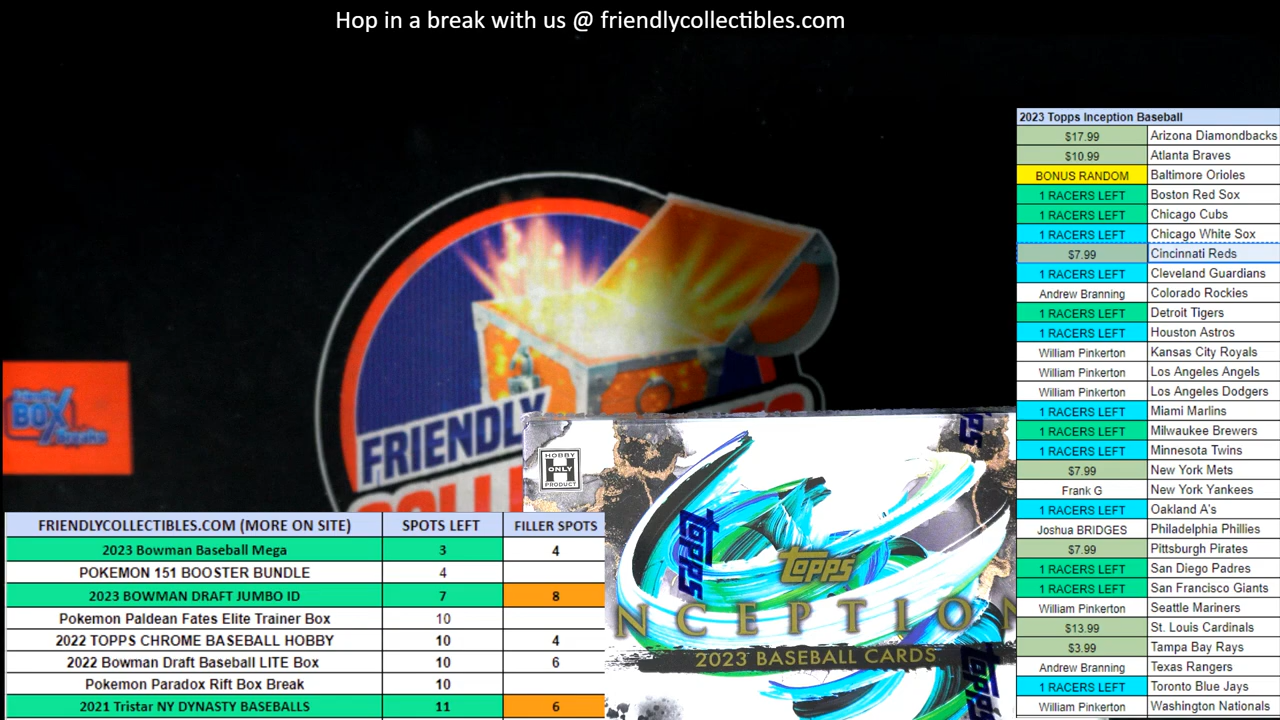 Hop in a break with us @ friendlycollectibles.com
2023 Topps Inception Baseball
$17.99 Arizona Diamondbacks
$10.99 Atlanta Braves
BONUS RANDOM Baltimore Orioles
1 RACERS LEFT Boston Red Sox
1 RACERS LEFT Chicago Cubs
1 RACERS LEFT Chicago White Sox
$7.99 Cincinnati Reds
1 RACERS LEFT Cleveland Guardians
Andrew Branning Colorado Rockies
1 RACERS LEFT Detroit Tigers
1 RACERS LEFT Houston Astros
William Pinkerton Kansas City Royals
William Pinkerton Los Angeles Angels
William Pinkerton Los Angeles Dodgers
1 RACERS LEFT Miami Marlins
1 RACERS LEFT Milwaukee Brewers
1 RACERS LEFT Minnesota Twins
$7.99 New York Mets
Frank G New York Yankees
1 RACERS LEFT Oakland A's
Joshua BRIDGES Philadelphia Phillies
$7.99 Pittsburgh Pirates
1 RACERS LEFT San Diego Padres
1 RACERS LEFT San Francisco Giants
William Pinkerton Seattle Mariners
$13.99 St. Louis Cardinals
$3.99 Tampa Bay Rays
Andrew Branning Texas Rangers
1 RACERS LEFT Toronto Blue Jays
William Pinkerton Washington Nationals
BOX
FRIENDLY
HOBBY
ONLY
PRODUCT
topps
topps
topps
TOPPS
INCEPTION
2023 BASEBALL CARDS
FRIENDLYCOLLECTIBLES.COM (MORE ON SITE) SPOTS LEFT FILLER SPOTS
2023 Bowman Baseball Mega 3 4
POKEMON 151 BOOSTER BUNDLE 4
2023 BOWMAN DRAFT JUMBO ID 7 8
Pokemon Paldean Fates Elite Trainer Box 10
2022 TOPPS CHROME BASEBALL HOBBY 10 4
2022 Bowman Draft Baseball LITE Box 10 6
Pokemon Paradox Rift Box Break 10
2021 Tristar NY DYNASTY BASEBALLS 11 6